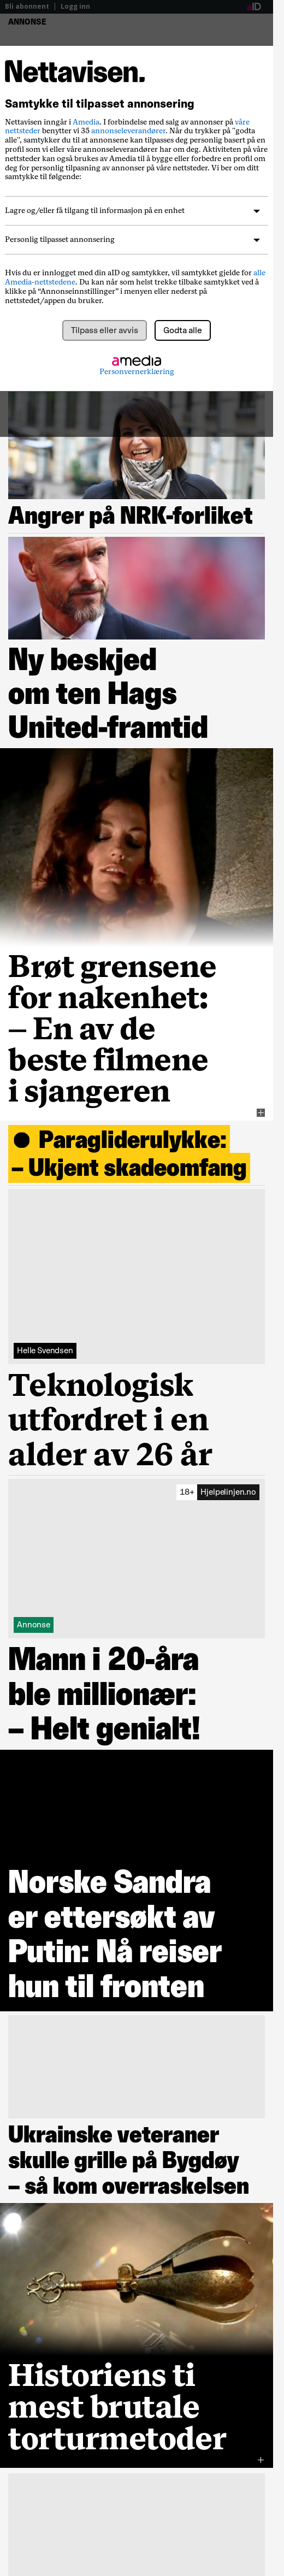 Bli abonnent | Logg inn
aID
ANNONSE
Nettavisen.
Samtykke til tilpasset annonsering
Nettavisen inngår i Amedia. I forbindelse med salg av annonser på våre
nettsteder benytter vi 35 annonseleverandører. Når du trykker på "godta
alle", samtykker du til at annonsene kan tilpasses deg personlig basert på en
profil som vi eller våre annonseleverandører har om deg. Aktiviteten på våre
nettsteder kan også brukes av Amedia til å bygge eller forbedre en profil om
deg for personlig tilpasning av annonser på våre nettsteder. Vi ber om ditt
samtykke til følgende:
Lagre og/eller få tilgang til informasjon på en enhet
Personlig tilpasset annonsering
Hvis du er innlogget med din aID og samtykker, vil samtykket gjelde for alle
Amedia-nettstedene. Du kan når som helst trekke tilbake samtykket ved å
klikke på “Annonseinnstillinger” i menyen eller nederst på
nettstedet/appen du bruker.
Tilpass eller avvis
Godta alle
amedia
Personvernerklæring
Angrer på NRK-forliket
Ny beskjed
om ten Hags
United-framtid
Brøt grensene
for nakenhet:
– En av de
beste filmene
i sjangeren
Paragliderulykke:
– Ukjent skadeomfang
Helle Svendsen
Teknologisk
utfordret i en
alder av 26 år
18+ Hjelpelinjen.no
Annonse
Mann i 20-åra
ble millionær:
– Helt genialt!
Norske Sandra
er ettersøkt av
Putin: Nå reiser
hun til fronten
Ukrainske veteraner
skulle grille på Bygdøy
– så kom overraskelsen
Historiens ti
mest brutale
torturmetoder